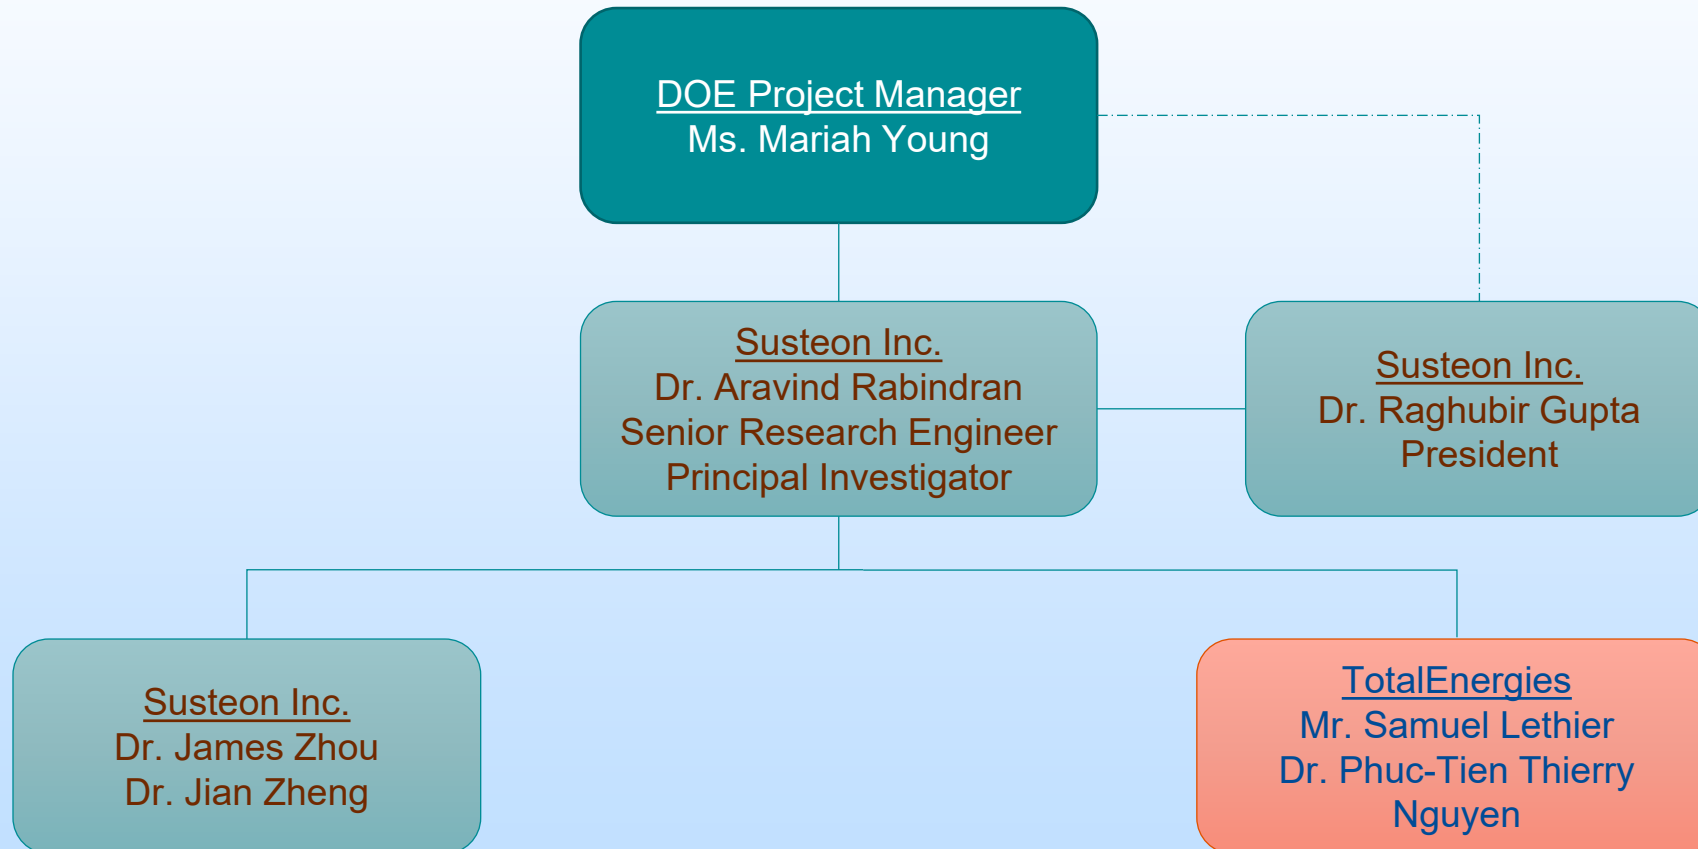 DOE Project Manager
Ms. Mariah Young
Susteon Inc.
Dr. Aravind Rabindran
Senior Research Engineer
Principal Investigator
Susteon Inc.
Dr. Raghubir Gupta
President
Susteon Inc.
Dr. James Zhou
Dr. Jian Zheng
TotalEnergies
Mr. Samuel Lethier
Dr. Phuc-Tien Thierry
Nguyen